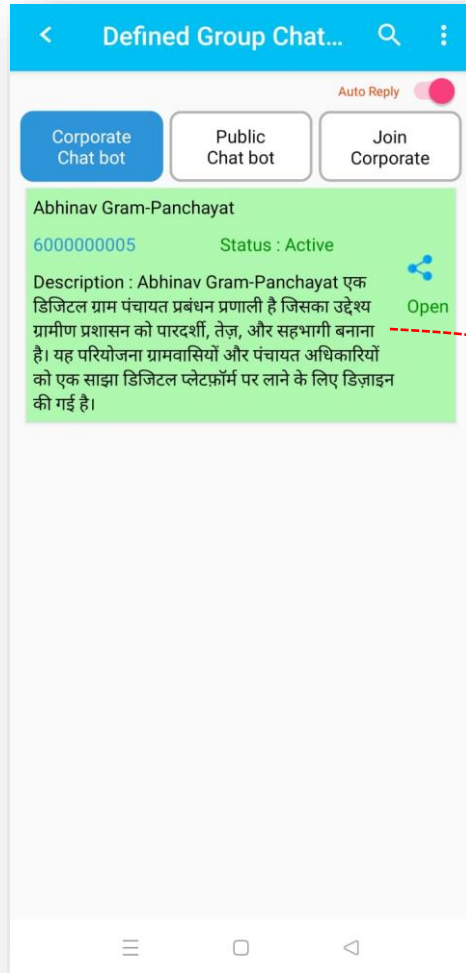 Defined Group Chat...
Auto Reply
Corporate
Chat bot
Public
Chat bot
Join
Corporate
Abhinav Gram-Panchayat
6000000005 Status : Active
Description : Abhinav Gram-Panchayat एक
डिजिटल ग्राम पंचायत प्रबंधन प्रणाली है जिसका उद्देश्य
Open
ग्रामीण प्रशासन को पारदर्शी, तेज़, और सहभागी बनाना
है। यह परियोजना ग्रामवासियों और पंचायत अधिकारियों
को एक साझा डिजिटल प्लेटफ़ॉर्म पर लाने के लिए डिज़ाइन
की गई है।